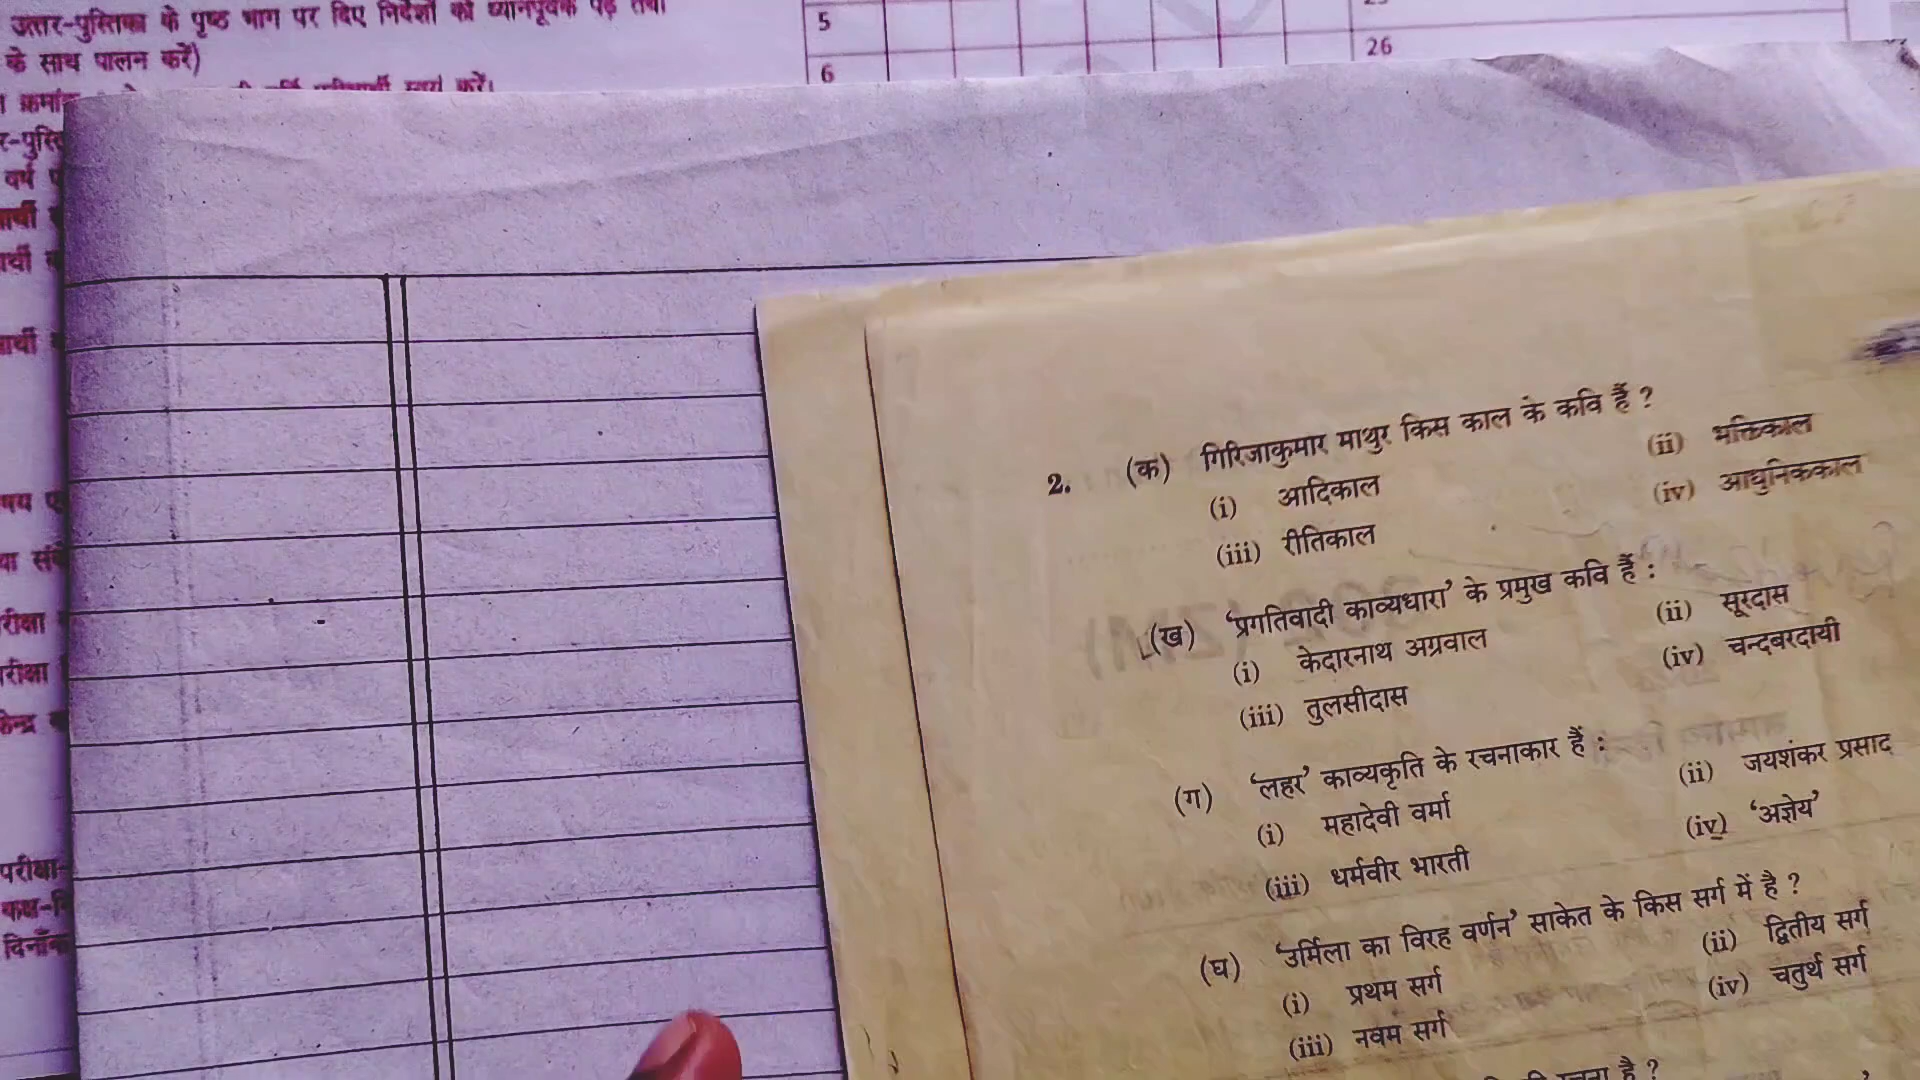 उत्तर-पुस्तिका के पृष्ठ भाग पर दिए निर्देशों को ध्यानपूर्वक पढ़ें तथा
के साथ पालन करें)
5
6
26
2. (क) गिरिजाकुमार माथुर किस काल के कवि हैं ?
(i) आदिकाल (ii) भक्तिकाल
(iii) रीतिकाल (iv) आधुनिककाल
(ख) ‘प्रगतिवादी काव्यधारा’ के प्रमुख कवि हैं :
(i) केदारनाथ अग्रवाल (ii) सूरदास
(iii) तुलसीदास (iv) चन्दबरदायी
(ग) ‘लहर’ काव्यकृति के रचनाकार हैं :
(i) महादेवी वर्मा (ii) जयशंकर प्रसाद
(iii) धर्मवीर भारती (iv) ‘अज्ञेय’
(घ) ‘उर्मिला का विरह वर्णन’ साकेत के किस सर्ग में है ?
(i) प्रथम सर्ग (ii) द्वितीय सर्ग
(iii) नवम सर्ग (iv) चतुर्थ सर्ग